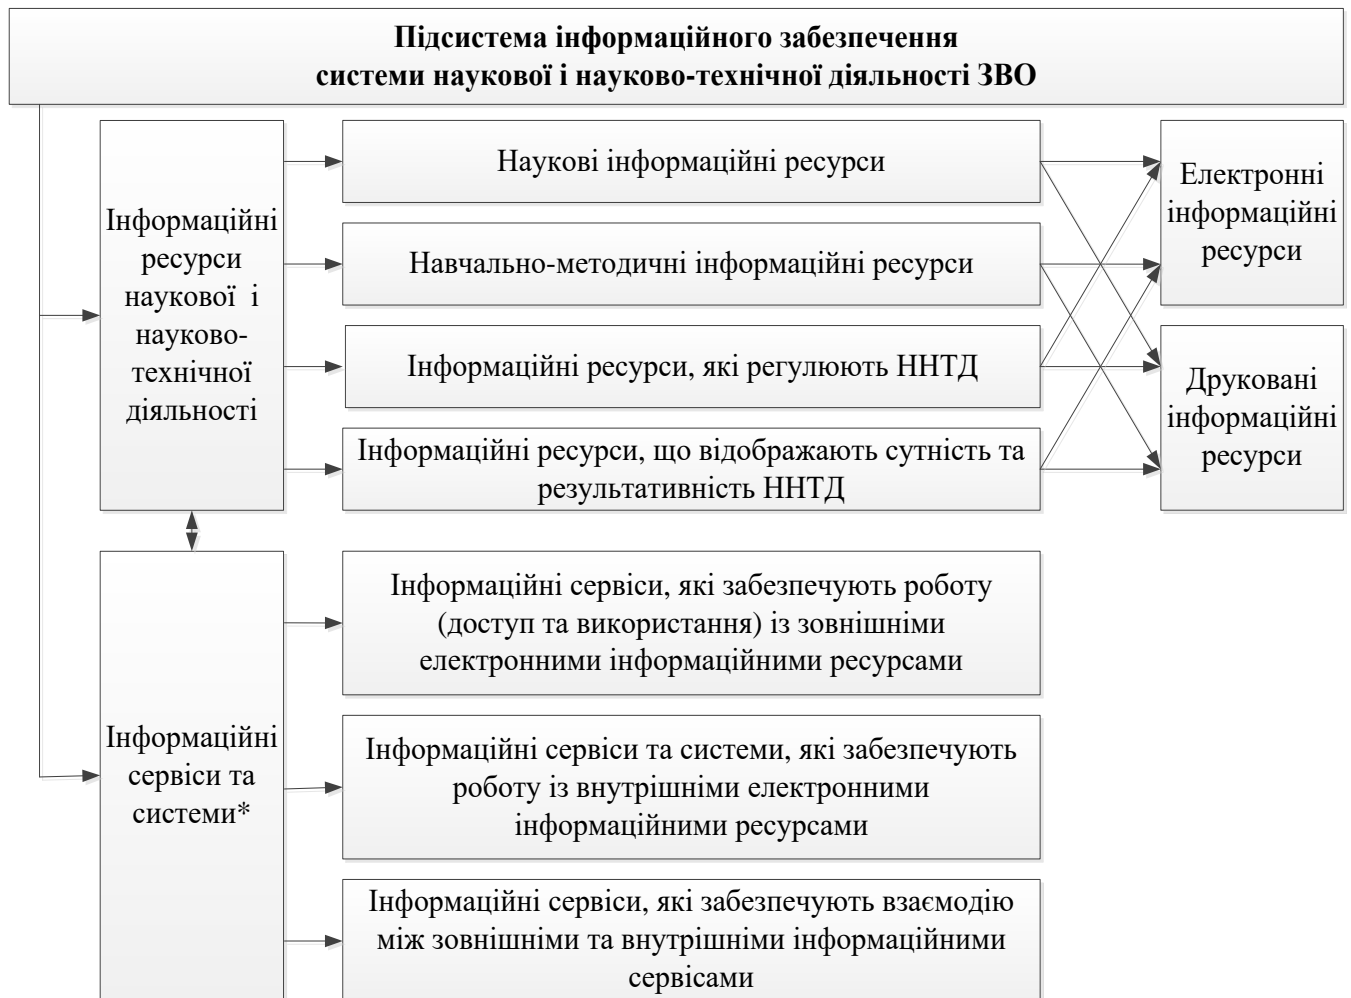 Підсистема інформаційного забезпечення
системи наукової і науково-технічної діяльності ЗВО
Інформаційні
ресурси
наукової і
науково-
технічної
діяльності
Наукові інформаційні ресурси
Навчально-методичні інформаційні ресурси
Інформаційні ресурси, які регулюють ННТД
Інформаційні ресурси, що відображають сутність та
результативність ННТД
Електронні
інформаційні
ресурси
Друковані
інформаційні
ресурси
Інформаційні
сервіси та
системи*
Інформаційні сервіси, які забезпечують роботу
(доступ та використання) із зовнішніми
електронними інформаційними ресурсами
Інформаційні сервіси та системи, які забезпечують
роботу із внутрішніми електронними
інформаційними ресурсами
Інформаційні сервіси, які забезпечують взаємодію
між зовнішніми та внутрішніми інформаційними
сервісами